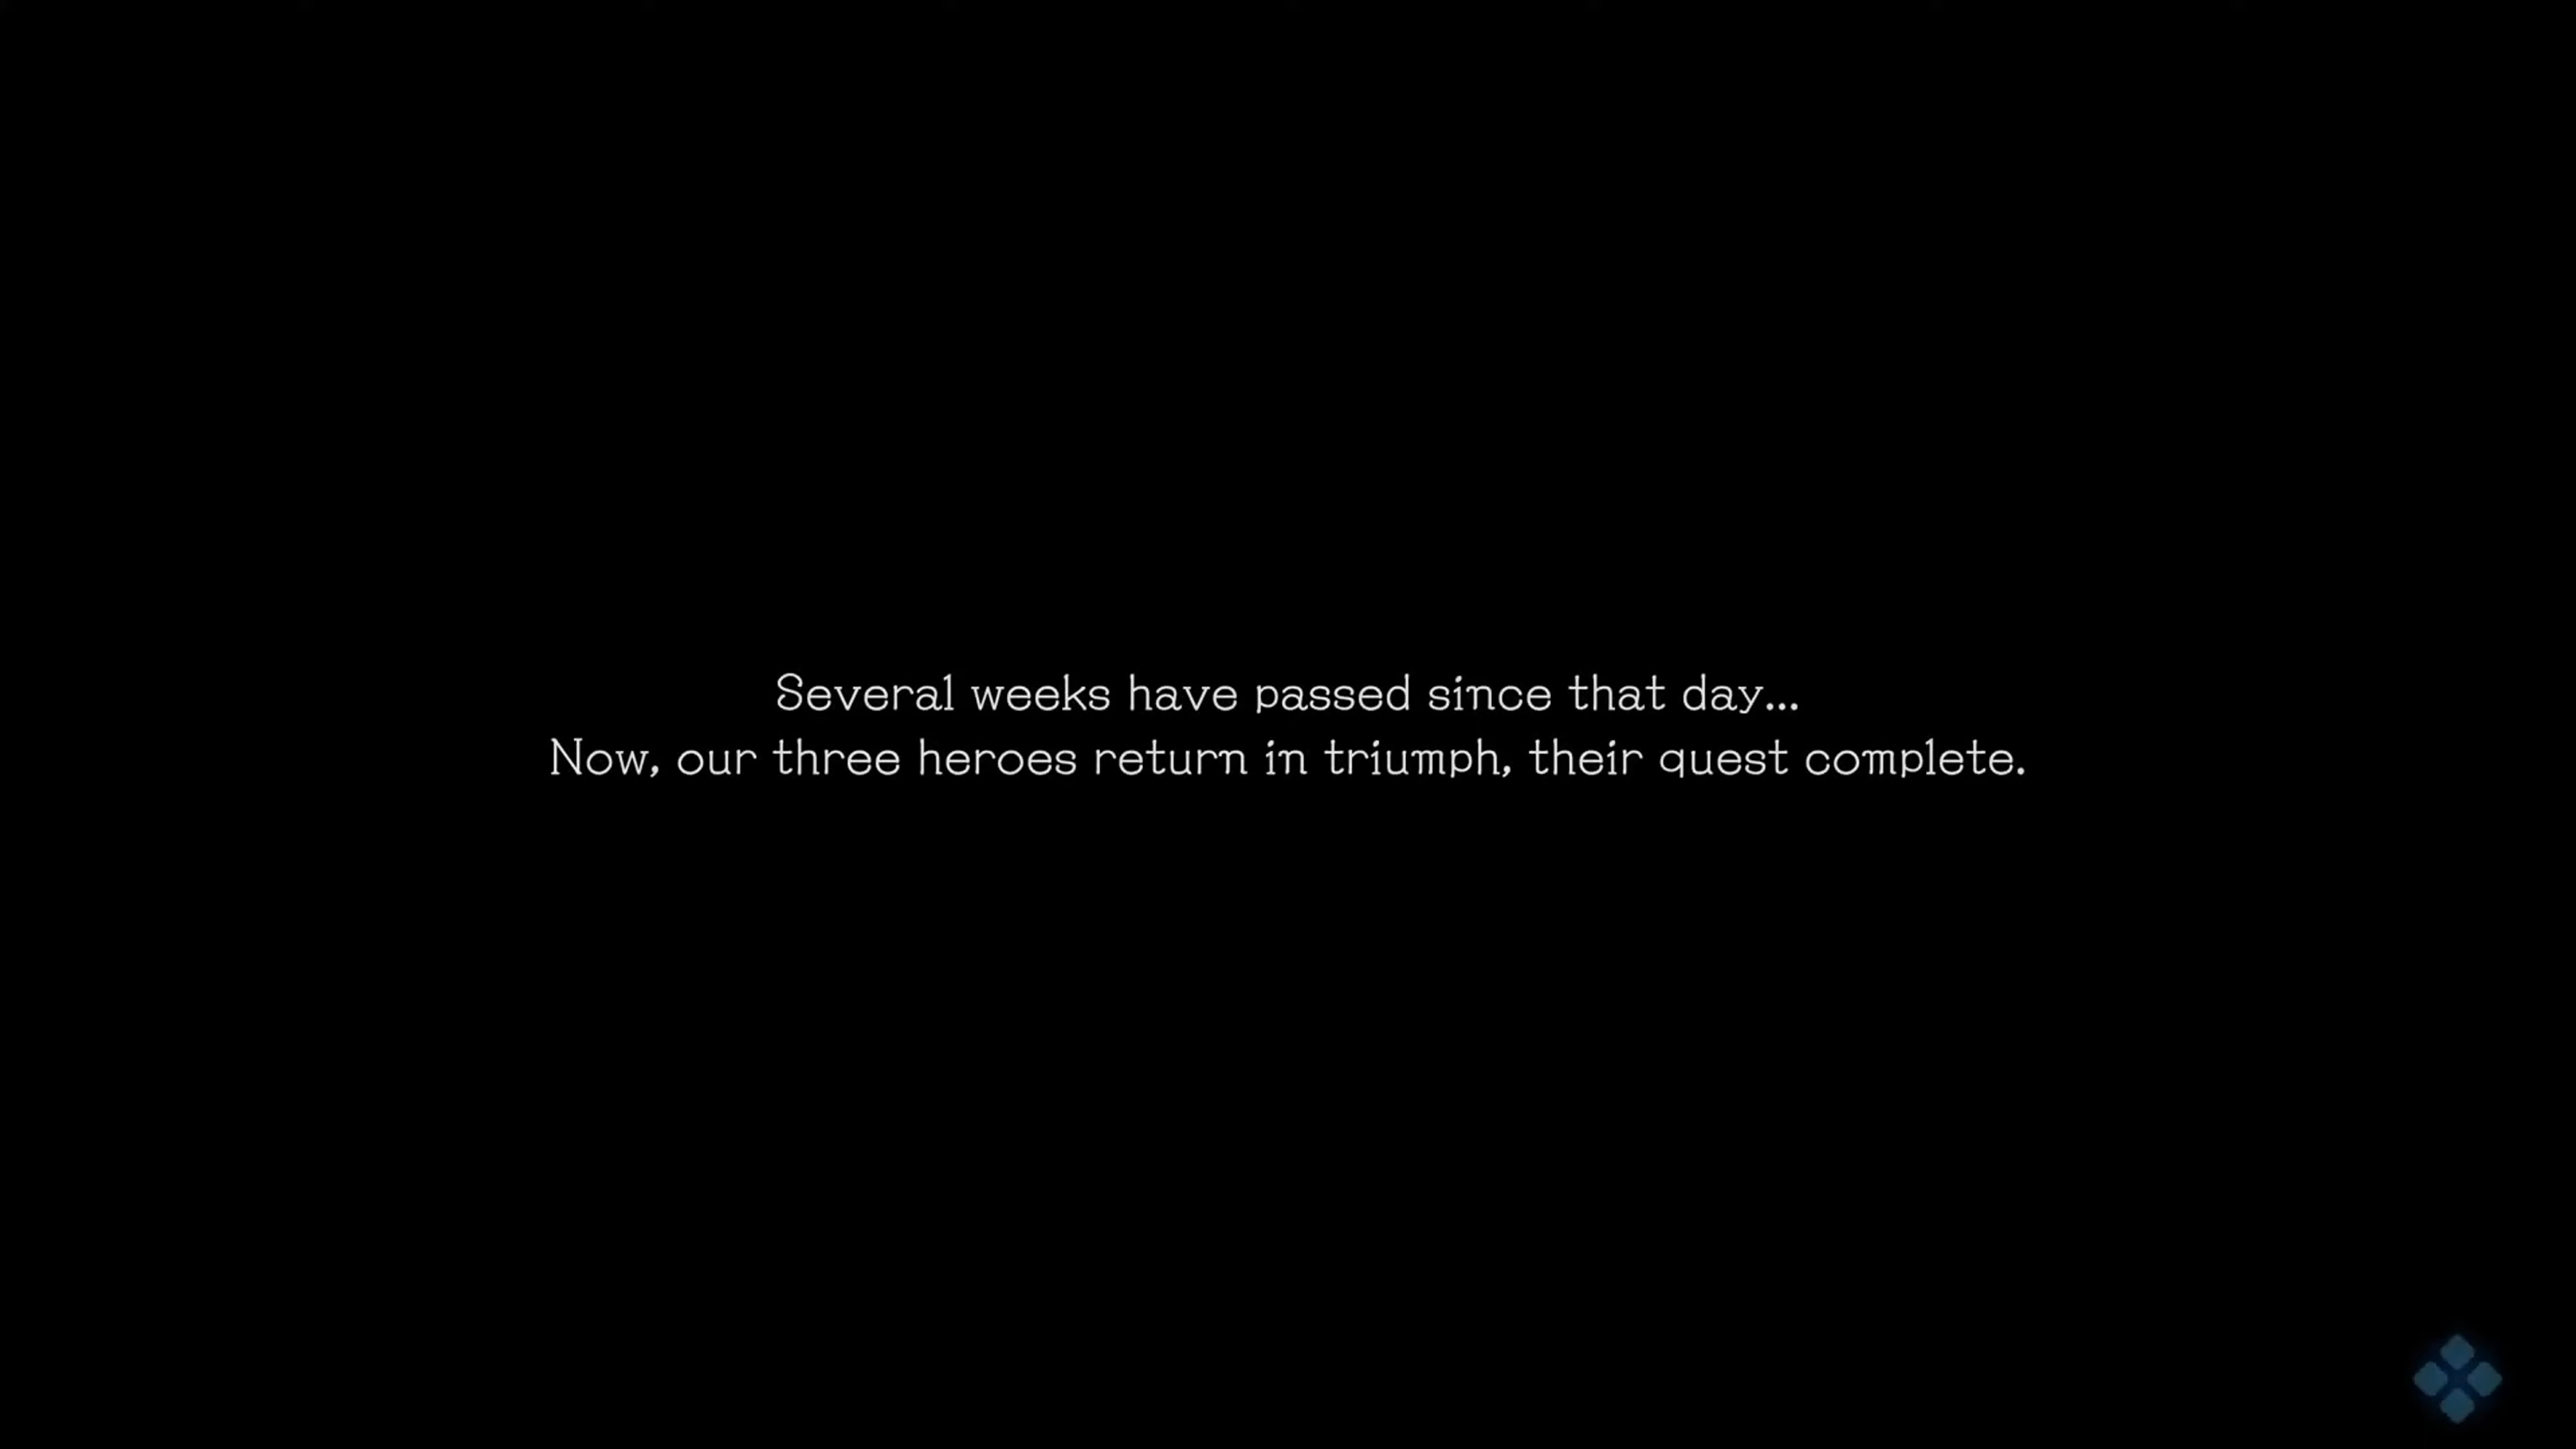 Several weeks have passed since that day...
Now, our three heroes return in triumph, their quest complete.